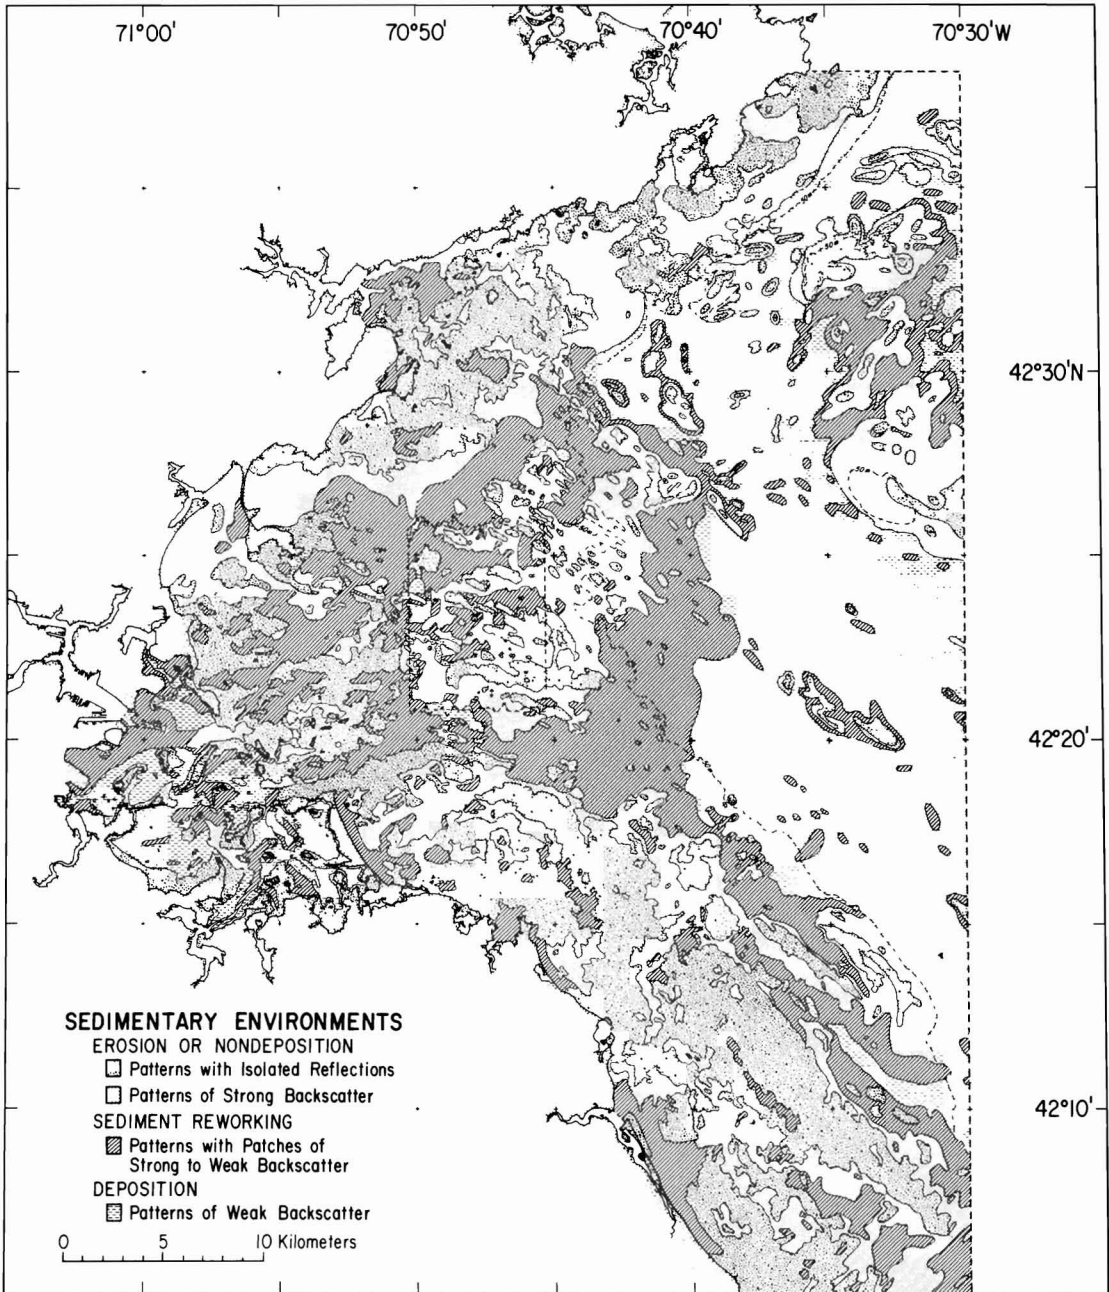 71°00' 70°50' 70°40' 70°30'W
42°30'N
42°20'
42°10'
SEDIMENTARY ENVIRONMENTS
EROSION OR NONDEPOSITION
Patterns with Isolated Reflections
Patterns of Strong Backscatter
SEDIMENT REWORKING
Patterns with Patches of
Strong to Weak Backscatter
DEPOSITION
Patterns of Weak Backscatter
0 5 10 Kilometers